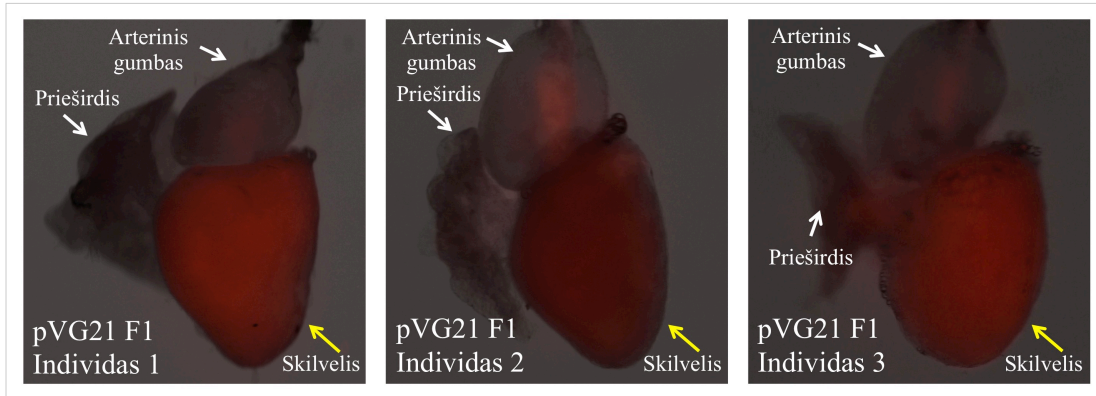 Arterinis
gumbas
Prieširdis
pVG21 F1
Individas 1
Skilvelis
Arterinis
gumbas
Prieširdis
pVG21 F1
Individas 2
Skilvelis
Arterinis
gumbas
Prieširdis
pVG21 F1
Individas 3
Skilvelis